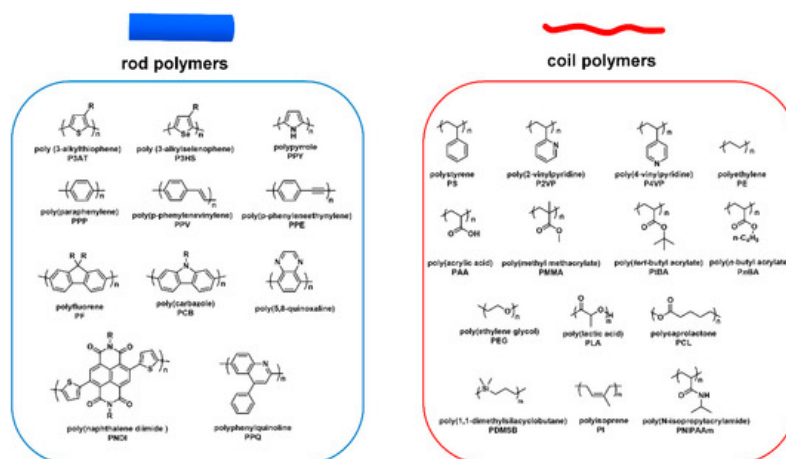 rod polymers
coil polymers
poly (3-alkylthiophene)
P3AT
poly (3-alkylselenophene)
P3HS
polypyrrole
PPY
poly(paraphenylene)
PPP
poly(p-phenylenevinylene)
PPV
poly(p-phenyleneethynylene)
PPE
polyfluorene
PF
poly(carbazole)
PCB
poly(5,8-quinoxaline)
poly(naphthalene diimide )
PNDI
polyphenylquinoline
PPQ
polystyrene
PS
poly(2-vinylpyridine)
P2VP
poly(4-vinylpyridine)
P4VP
polyethylene
PE
poly(acrylic acid)
PAA
poly(methyl methacrylate)
PMMA
poly(tert-butyl acrylate)
PtBA
poly(n-butyl acrylate)
PnBA
poly(ethylene glycol)
PEG
poly(lactic acid)
PLA
polycaprolactone
PCL
poly(1,1-dimethylsilacyclobutane)
PDMSB
polyisoprene
PI
poly(N-isopropylacrylamide)
PNIPAAm